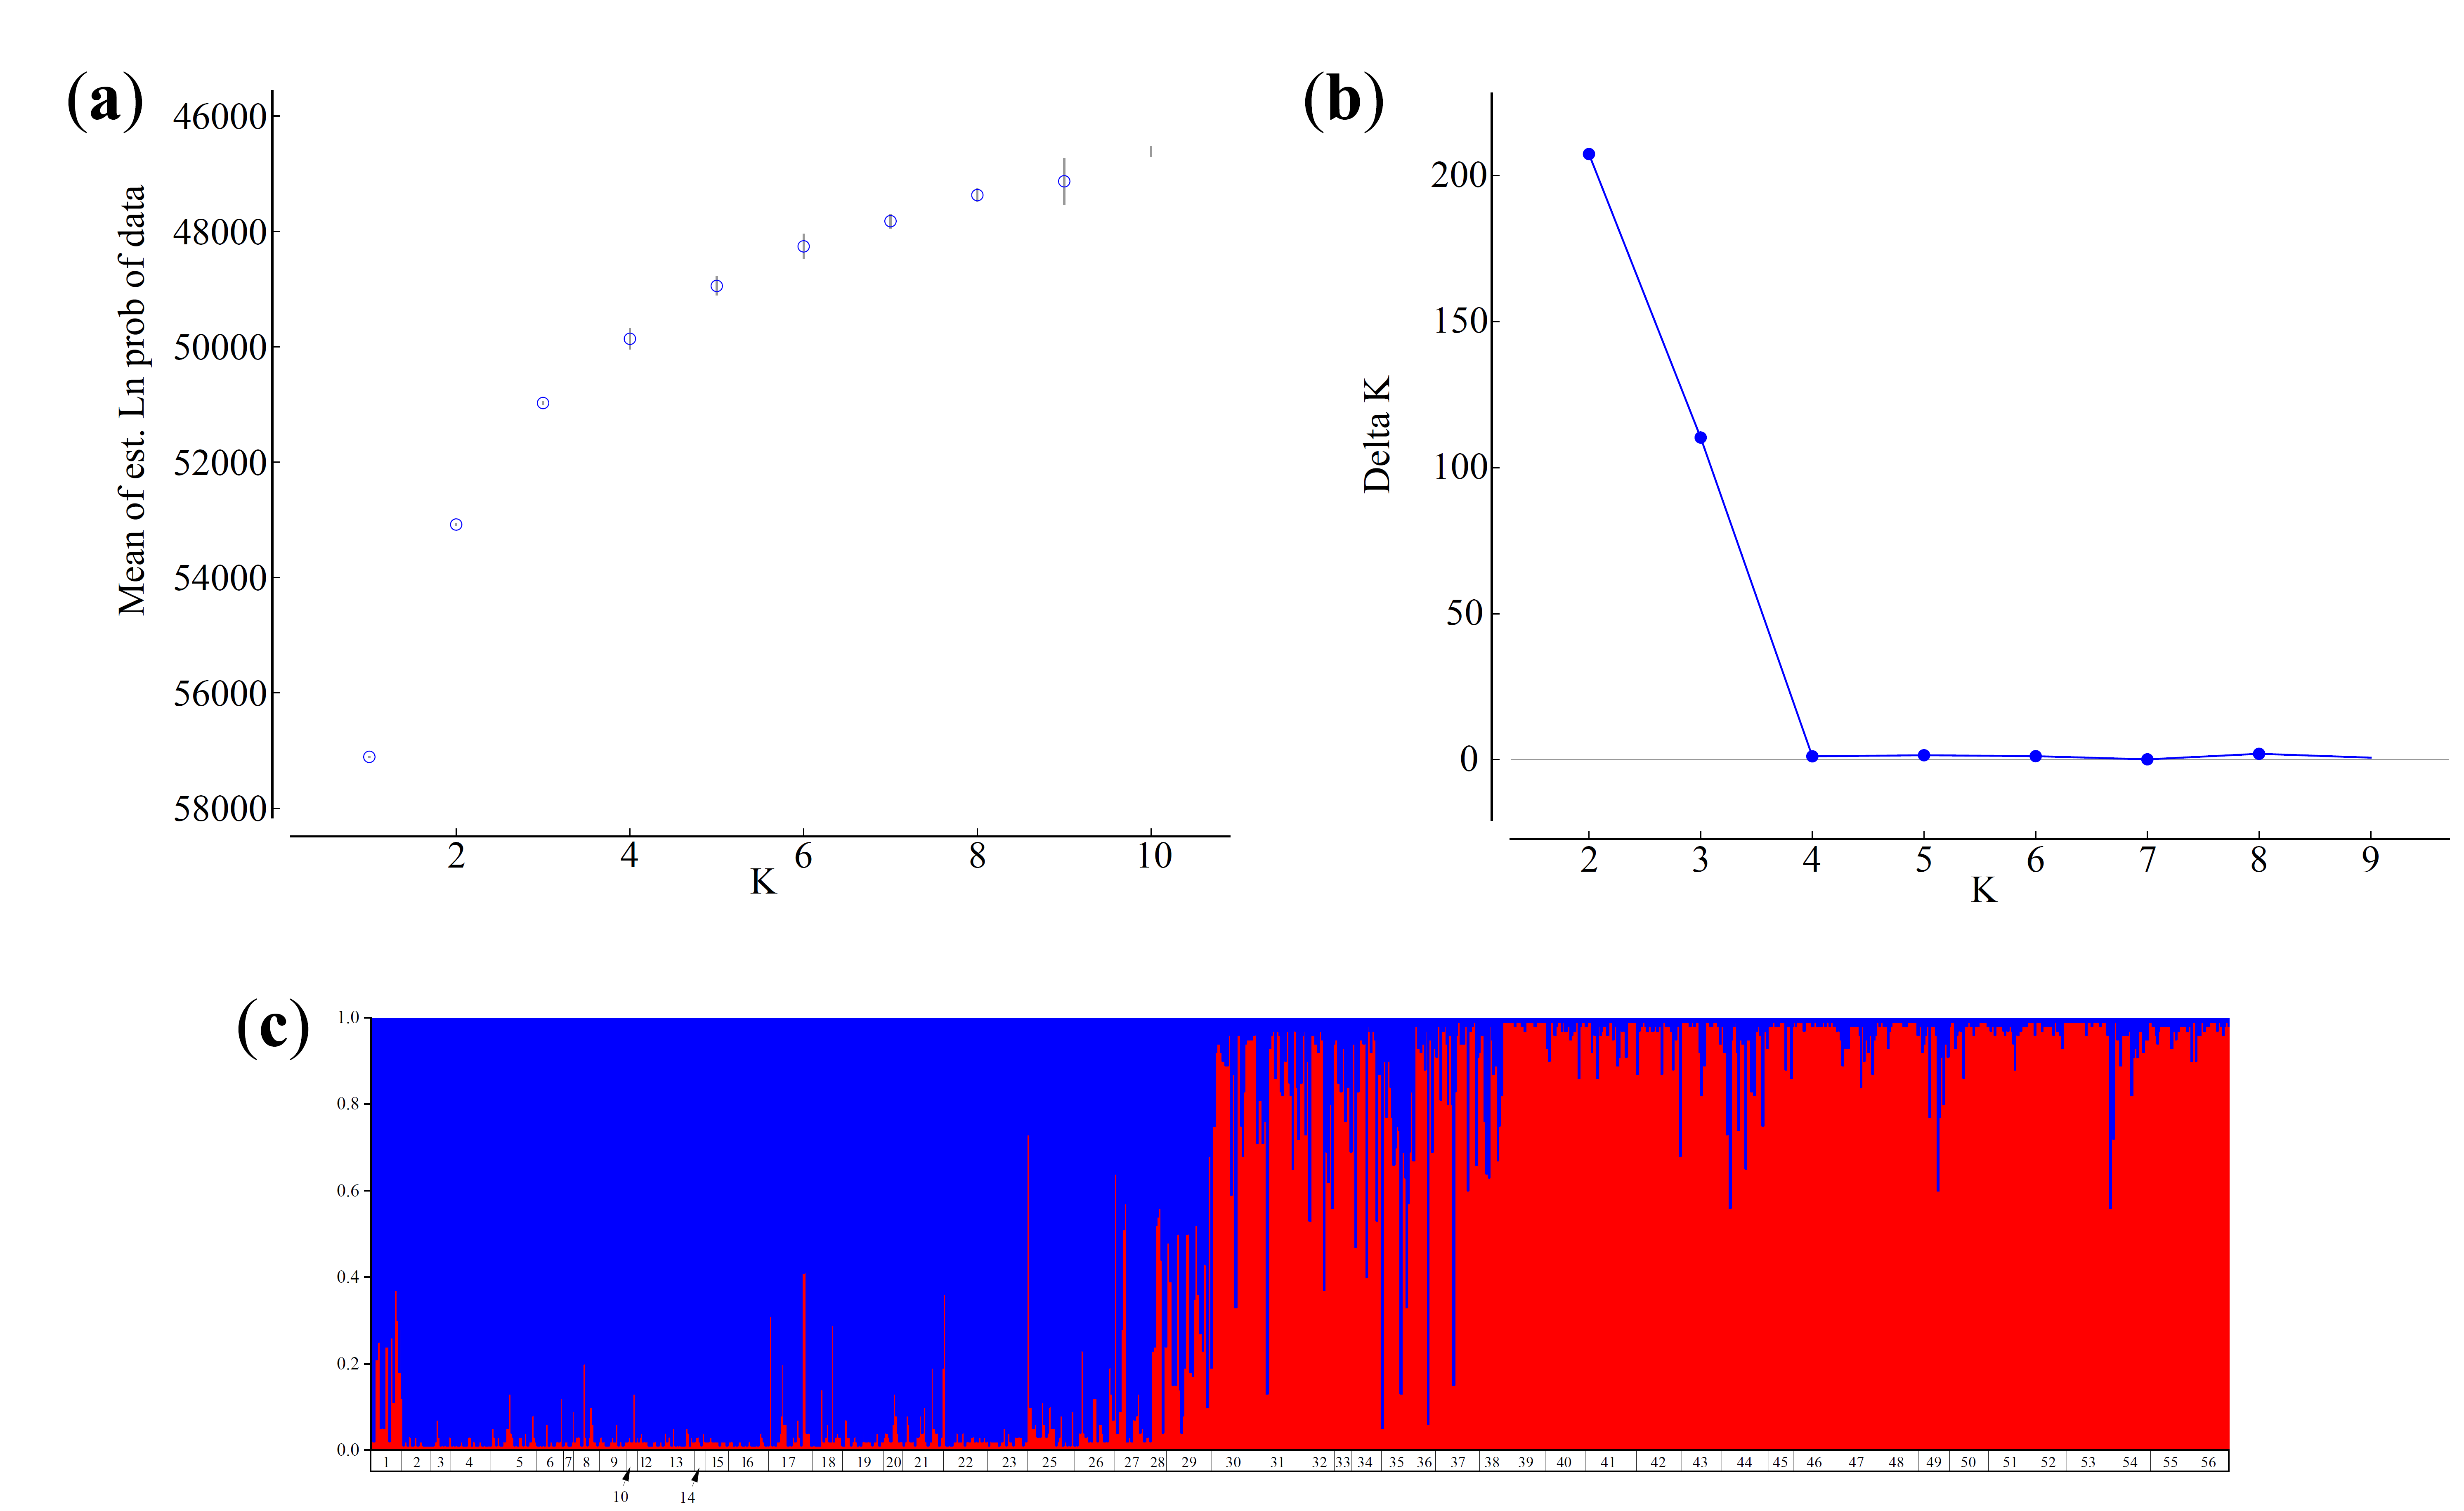 (a)
46000
48000
50000
52000
54000
56000
58000
Mean of est. Ln prob of data
2 4 6 8 10
K
(b)
200
150
100
50
0
Delta K
2 3 4 5 6 7 8 9
K
(c)
1.0
0.8
0.6
0.4
0.2
0.0
1 2 3 4 5 6 7 8 9 12 13 15 16 17 18 19 20 21 22 23 25 26 27 28 29 30 31 32 33 34 35 36 37 38 39 40 41 42 43 44 45 46 47 48 49 50 51 52 53 54 55 56
10 14